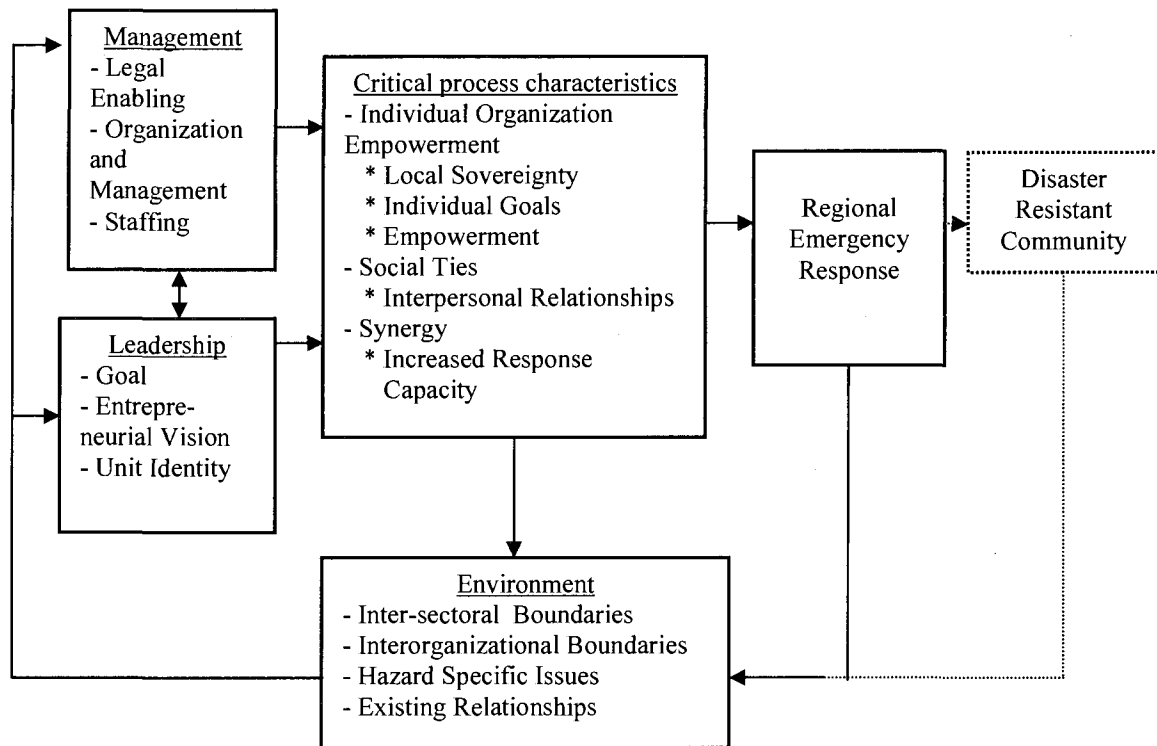 Management
- Legal
Enabling
- Organization
and
Management
- Staffing
Leadership
- Goal
- Entrepre-
neurial Vision
- Unit Identity
Critical process characteristics
- Individual Organization
Empowerment
* Local Sovereignty
* Individual Goals
* Empowerment
- Social Ties
* Interpersonal Relationships
- Synergy
* Increased Response
Capacity
Regional
Emergency
Response
Disaster
Resistant
Community
Environment
- Inter-sectoral Boundaries
- Interorganizational Boundaries
- Hazard Specific Issues
- Existing Relationships